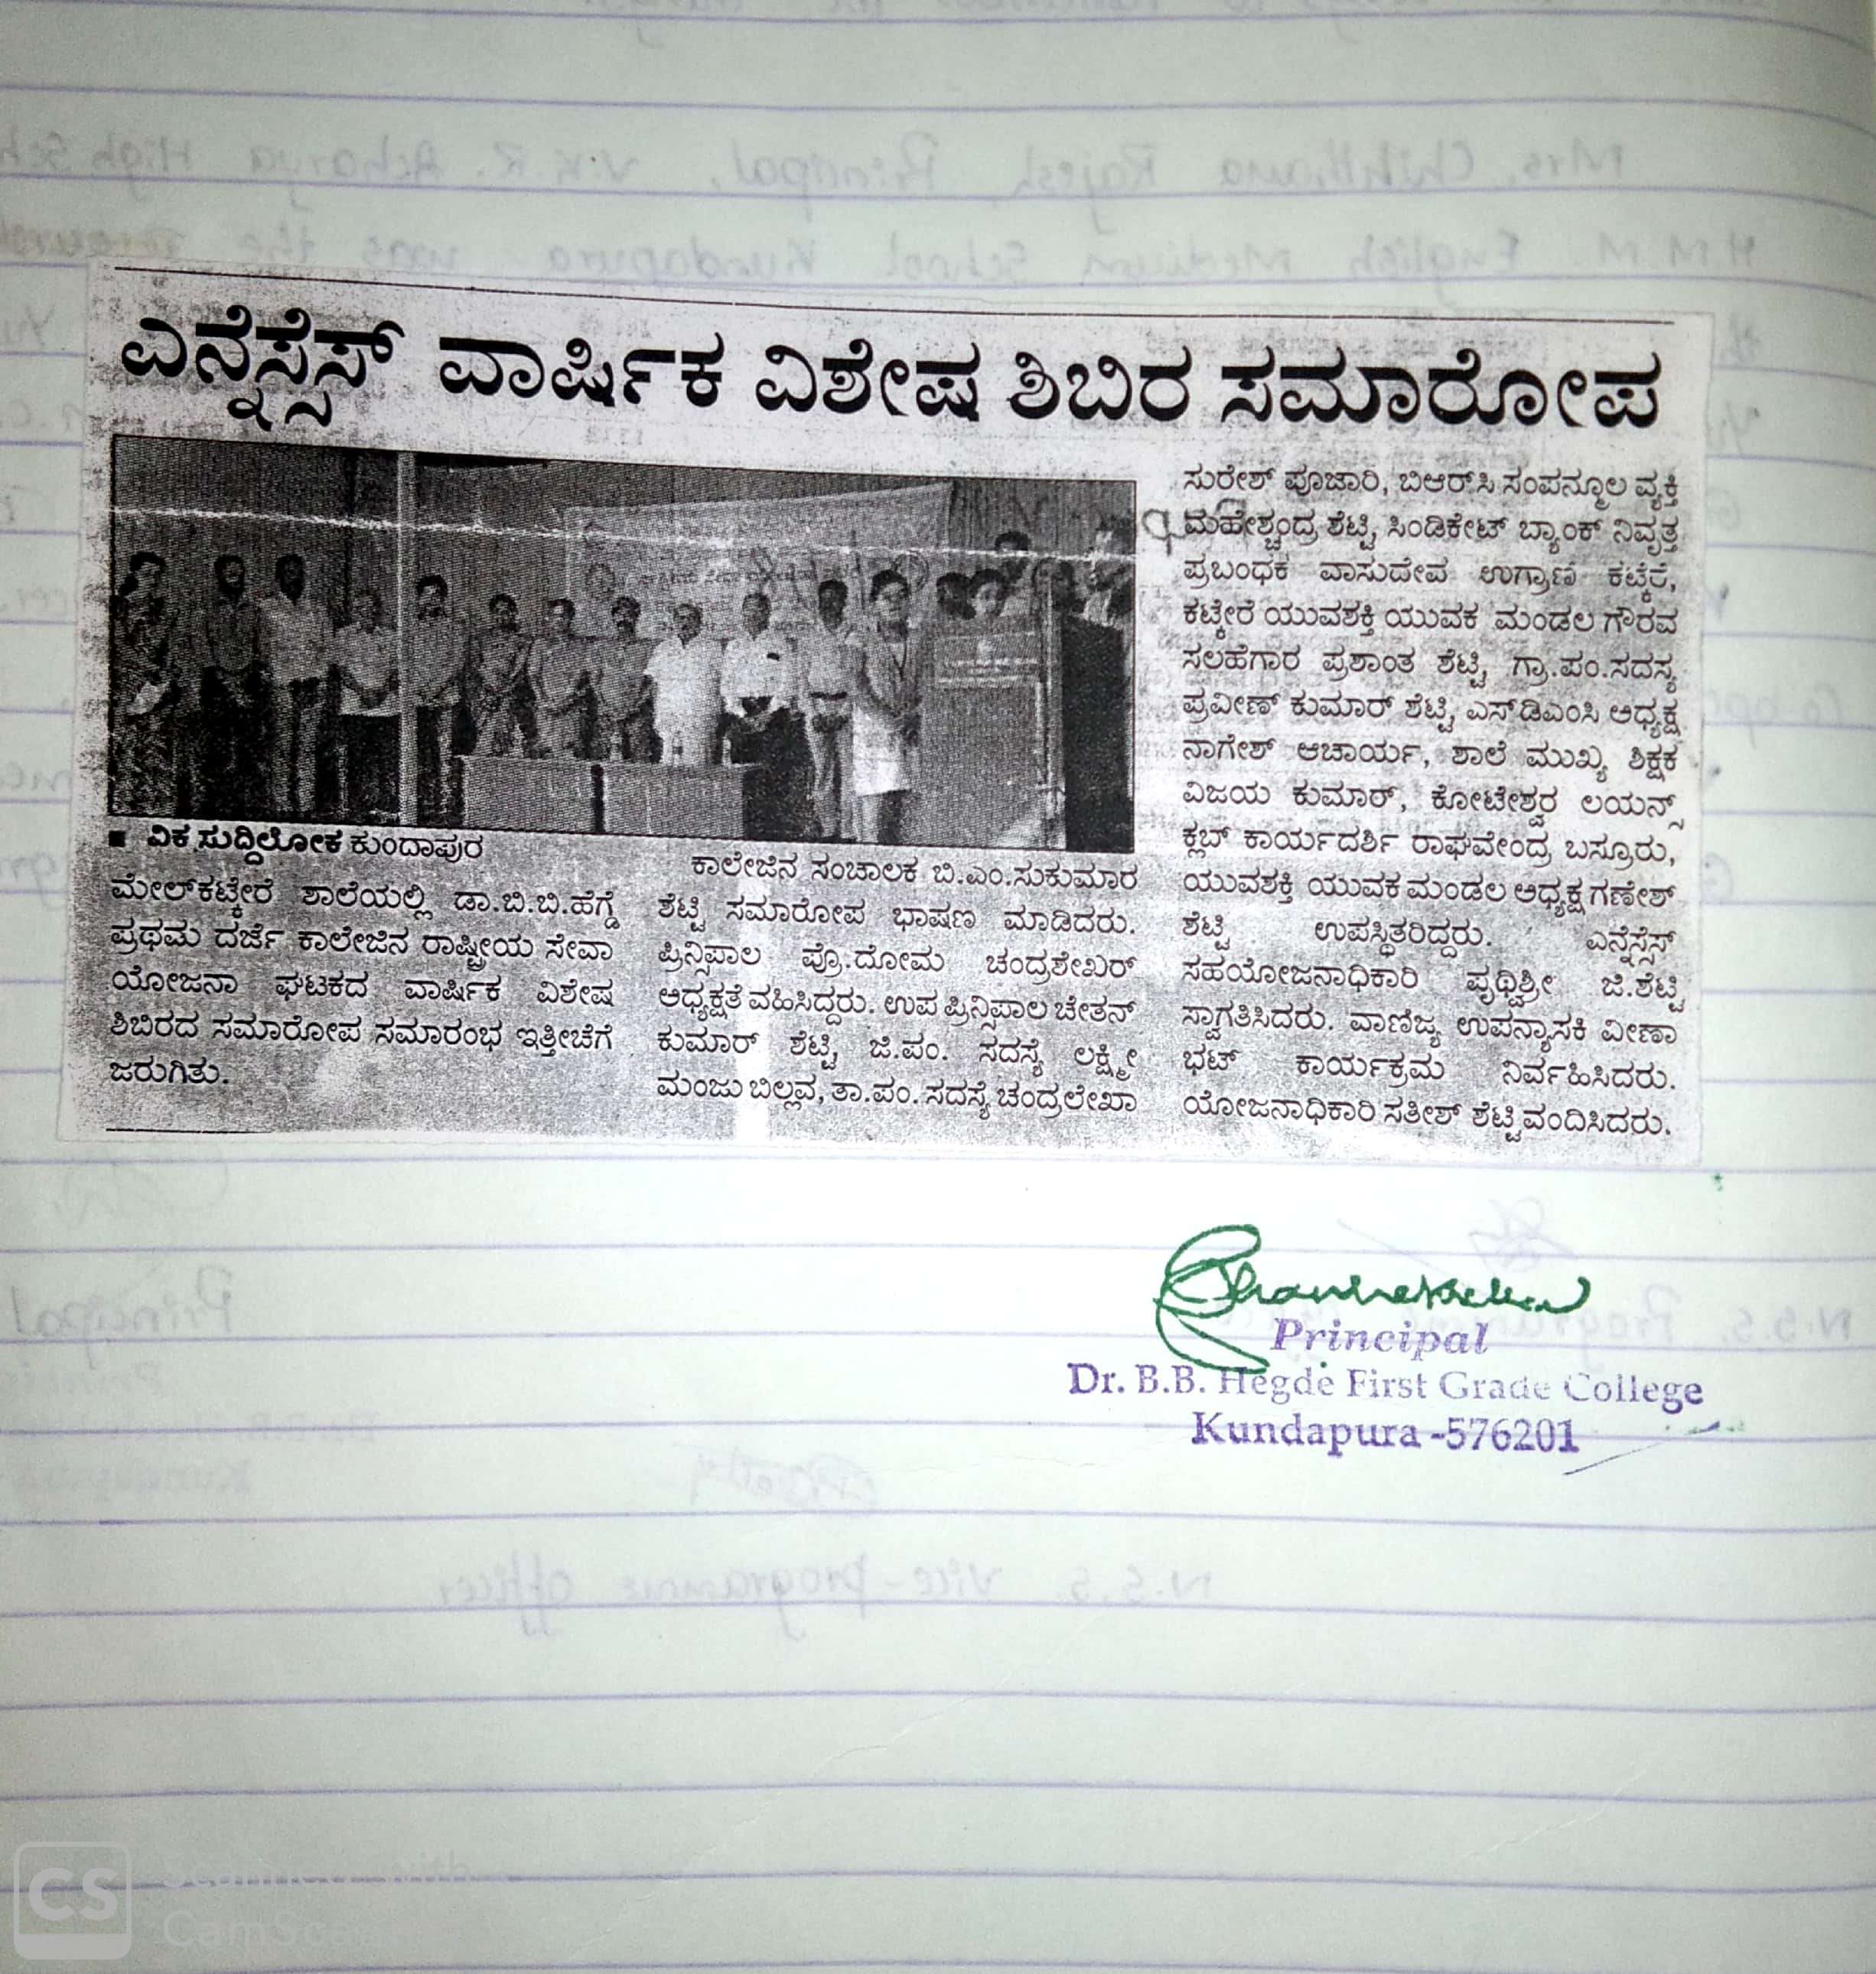 ಎನ್ನೆಸ್ಸೆಸ್ ವಾರ್ಷಿಕ ವಿಶೇಷ ಶಿಬಿರ ಸಮಾರೋಪ
■ ವಿಕ ಸುದ್ದಿಲೋಕ ಕುಂದಾಪುರ
ಮೇಲ್‌ಕಟ್ಕೇರೆ ಶಾಲೆಯಲ್ಲಿ ಡಾ.ಬಿ.ಬಿ.ಹೆಗ್ಡೆ
ಪ್ರಥಮ ದರ್ಜೆ ಕಾಲೇಜಿನ ರಾಷ್ಟ್ರೀಯ ಸೇವಾ
ಯೋಜನಾ ಘಟಕದ ವಾರ್ಷಿಕ ವಿಶೇಷ
ಶಿಬಿರದ ಸಮಾರೋಪ ಸಮಾರಂಭ ಇತ್ತೀಚೆಗೆ
ಜರುಗಿತು.
ಕಾಲೇಜಿನ ಸಂಚಾಲಕ ಬಿ.ಎಂ.ಸುಕುಮಾರ
ಶೆಟ್ಟಿ ಸಮಾರೋಪ ಭಾಷಣ ಮಾಡಿದರು.
ಪ್ರಿನ್ಸಿಪಾಲ ಪ್ರೊ.ದೋಮ ಚಂದ್ರಶೇಖರ್
ಅಧ್ಯಕ್ಷತೆ ವಹಿಸಿದ್ದರು. ಉಪ ಪ್ರಿನ್ಸಿಪಾಲ ಚೇತನ್
ಕುಮಾರ್ ಶೆಟ್ಟಿ, ಜಿ.ಪಂ. ಸದಸ್ಯೆ ಲಕ್ಷ್ಮೀ
ಮಂಜು ಬಿಲ್ಲವ, ತಾ.ಪಂ. ಸದಸ್ಯೆ ಚಂದ್ರಲೇಖಾ
ಸುರೇಶ್ ಪೂಜಾರಿ, ಬಿಆರ್‌ಸಿ ಸಂಪನ್ಮೂಲ ವ್ಯಕ್ತಿ
ಮಹೇಶ್ಚಂದ್ರ ಶೆಟ್ಟಿ, ಸಿಂಡಿಕೇಟ್ ಬ್ಯಾಂಕ್ ನಿವೃತ್ತ
ಪ್ರಬಂಧಕ ವಾಸುದೇವ ಉಗ್ರಾಣಿ ಕಟ್ಕೆರೆ,
ಕಟ್ಕೇರೆ ಯುವಶಕ್ತಿ ಯುವಕ ಮಂಡಲ ಗೌರವ
ಸಲಹೆಗಾರ ಪ್ರಶಾಂತ ಶೆಟ್ಟಿ, ಗ್ರಾ.ಪಂ.ಸದಸ್ಯ
ಪ್ರವೀಣ್ ಕುಮಾರ್ ಶೆಟ್ಟಿ, ಎಸ್‌ಡಿಎಂಸಿ ಅಧ್ಯಕ್ಷ
ನಾಗೇಶ್ ಆಚಾರ್ಯ, ಶಾಲೆ ಮುಖ್ಯ ಶಿಕ್ಷಕ
ವಿಜಯ ಕುಮಾರ್, ಕೋಟೇಶ್ವರ ಲಯನ್ಸ್
ಕ್ಲಬ್ ಕಾರ್ಯದರ್ಶಿ ರಾಘವೇಂದ್ರ ಬಸ್ರೂರು,
ಯುವಶಕ್ತಿ ಯುವಕ ಮಂಡಲ ಅಧ್ಯಕ್ಷ ಗಣೇಶ್
ಶೆಟ್ಟಿ ಉಪಸ್ಥಿತರಿದ್ದರು. ಎನ್ನೆಸ್ಸೆಸ್
ಸಹಯೋಜನಾಧಿಕಾರಿ ಪೃಥ್ವಿಶ್ರೀ ಜಿ.ಶೆಟ್ಟಿ
ಸ್ವಾಗತಿಸಿದರು. ವಾಣಿಜ್ಯ ಉಪನ್ಯಾಸಕಿ ವೀಣಾ
ಭಟ್ ಕಾರ್ಯಕ್ರಮ ನಿರ್ವಹಿಸಿದರು.
ಯೋಜನಾಧಿಕಾರಿ ಸತೀಶ್ ಶೆಟ್ಟಿ ವಂದಿಸಿದರು.
Principal
Dr. B.B. Hegde First Grade College
Kundapura -576201
CS